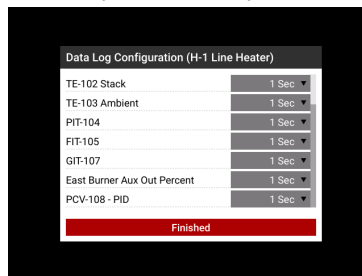 Data Log Configuration (H-1 Line Heater)
TE-102 Stack 1 Sec
TE-103 Ambient 1 Sec
PIT-104 1 Sec
FIT-105 1 Sec
GIT-107 1 Sec
East Burner Aux Out Percent 1 Sec
PCV-108 - PID 1 Sec
Finished